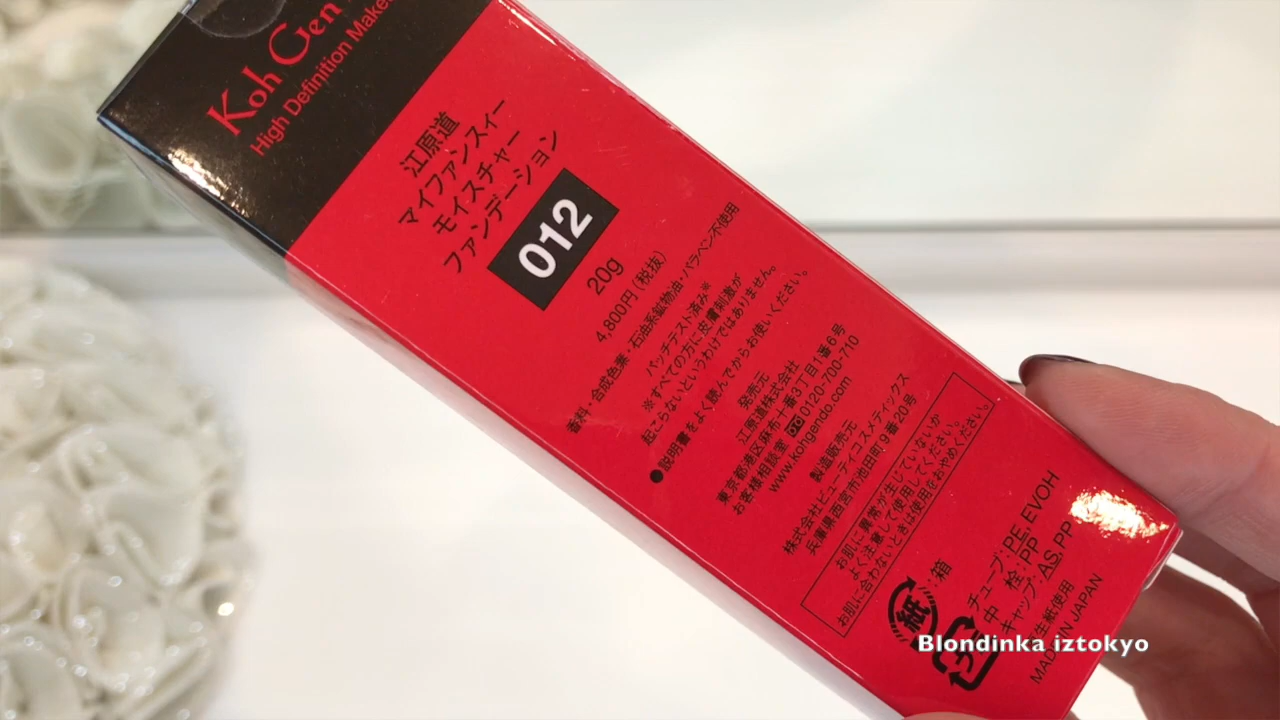 Koh Gen
High Definition Make
江原道
マイファンスィー
モイスチャー
ファンデーション
012
20g
4,800円(税抜)
香料・合成色素・石油系鉱物油・パラベン不使用
パッチテスト済み※
※すべての方に皮膚刺激が
起こらないというわけではありません。
●説明書をよく読んでからお使いください。
発売元
江原道株式会社
東京都港区麻布十番3丁目1番6号
お客様相談室 0120-700-710
www.kohgendo.com
製造販売元
株式会社ビューティコスメティックス
兵庫県西宮市池田町9番20号
お肌に異常が生じていないか
よく注意して使用してください。
お肌に合わないときは使用をおやめください。
紙:箱
チューブ:PE, EVOH
中 栓:PP
キャップ:AS, PP
生紙使用
MADE IN JAPAN
Blondinka iztokyo